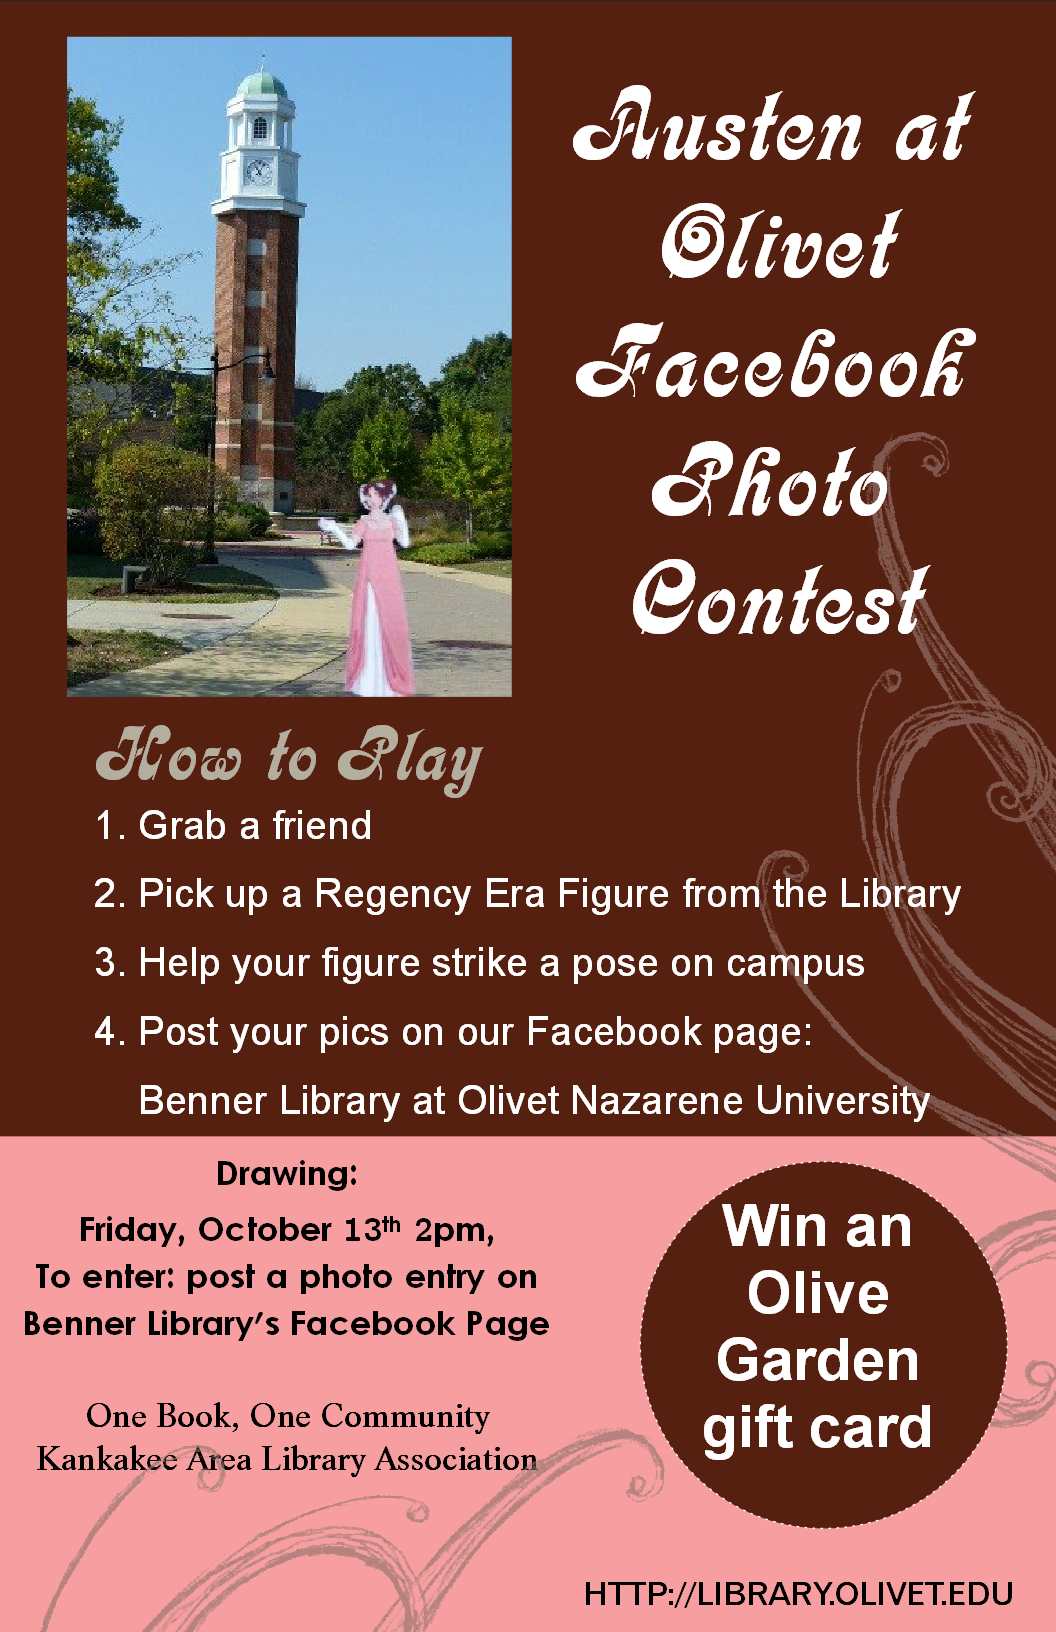 Austen at
Olivet
Facebook
Photo
Contest
How to Play
1. Grab a friend
2. Pick up a Regency Era Figure from the Library
3. Help your figure strike a pose on campus
4. Post your pics on our Facebook page:
Benner Library at Olivet Nazarene University
Drawing:
Friday, October 13th 2pm,
To enter: post a photo entry on
Benner Library’s Facebook Page
One Book, One Community
Kankakee Area Library Association
Win an
Olive
Garden
gift card
HTTP://LIBRARY.OLIVET.EDU